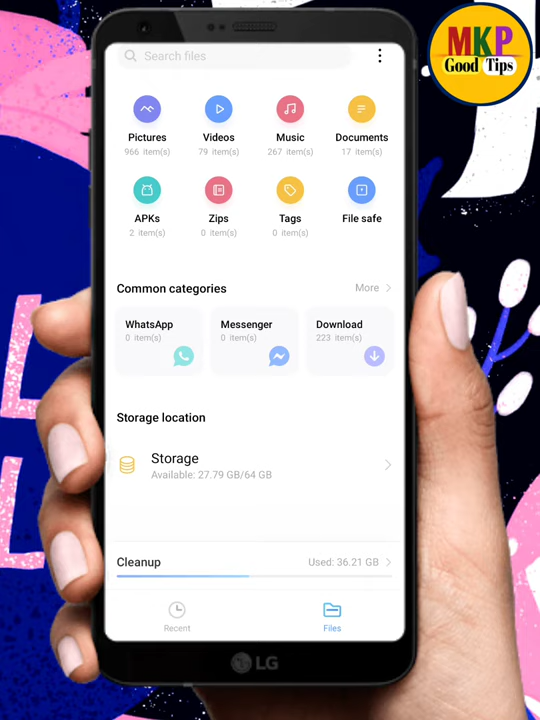 MKP
Good Tips
Search files
Pictures Videos Music Documents
966 item(s) 79 item(s) 267 item(s) 17 item(s)
APKs Zips Tags File safe
2 item(s) 0 item(s) 0 item(s)
Common categories More
WhatsApp Messenger Download
0 item(s) 0 item(s) 223 item(s)
Storage location
Storage
Available: 27.79 GB/64 GB
Cleanup Used: 36.21 GB
Recent Files
LG